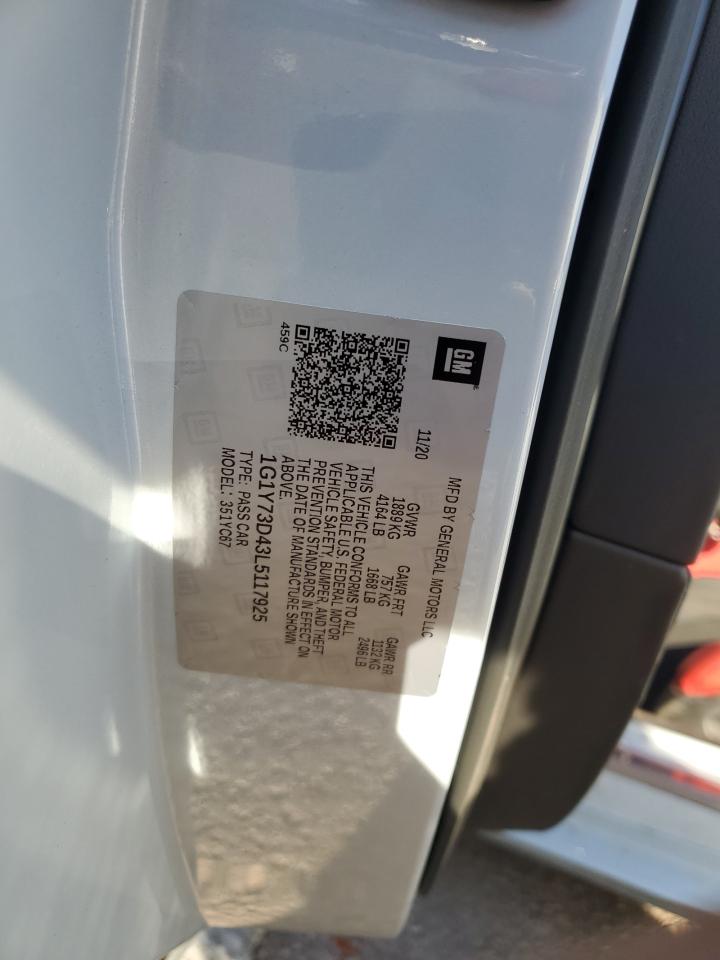 GM
MFD BY GENERAL MOTORS LLC
11/20
GVWR GAWR FRT GAWR RR
1889 KG 757 KG 1132 KG
4164 LB 1668 LB 2496 LB
THIS VEHICLE CONFORMS TO ALL
APPLICABLE U.S. FEDERAL MOTOR
VEHICLE SAFETY, BUMPER, AND THEFT
PREVENTION STANDARDS IN EFFECT ON
THE DATE OF MANUFACTURE SHOWN
ABOVE.
1G1Y73D43L5117925
TYPE: PASS CAR
MODEL: 351YC67
459C